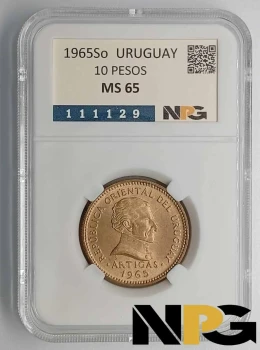 1965So URUGUAY
10 PESOS
MS 65
111129
NPG
REPUBLICA ORIENTAL DEL URUGUAY
ARTIGAS
1965
NPG